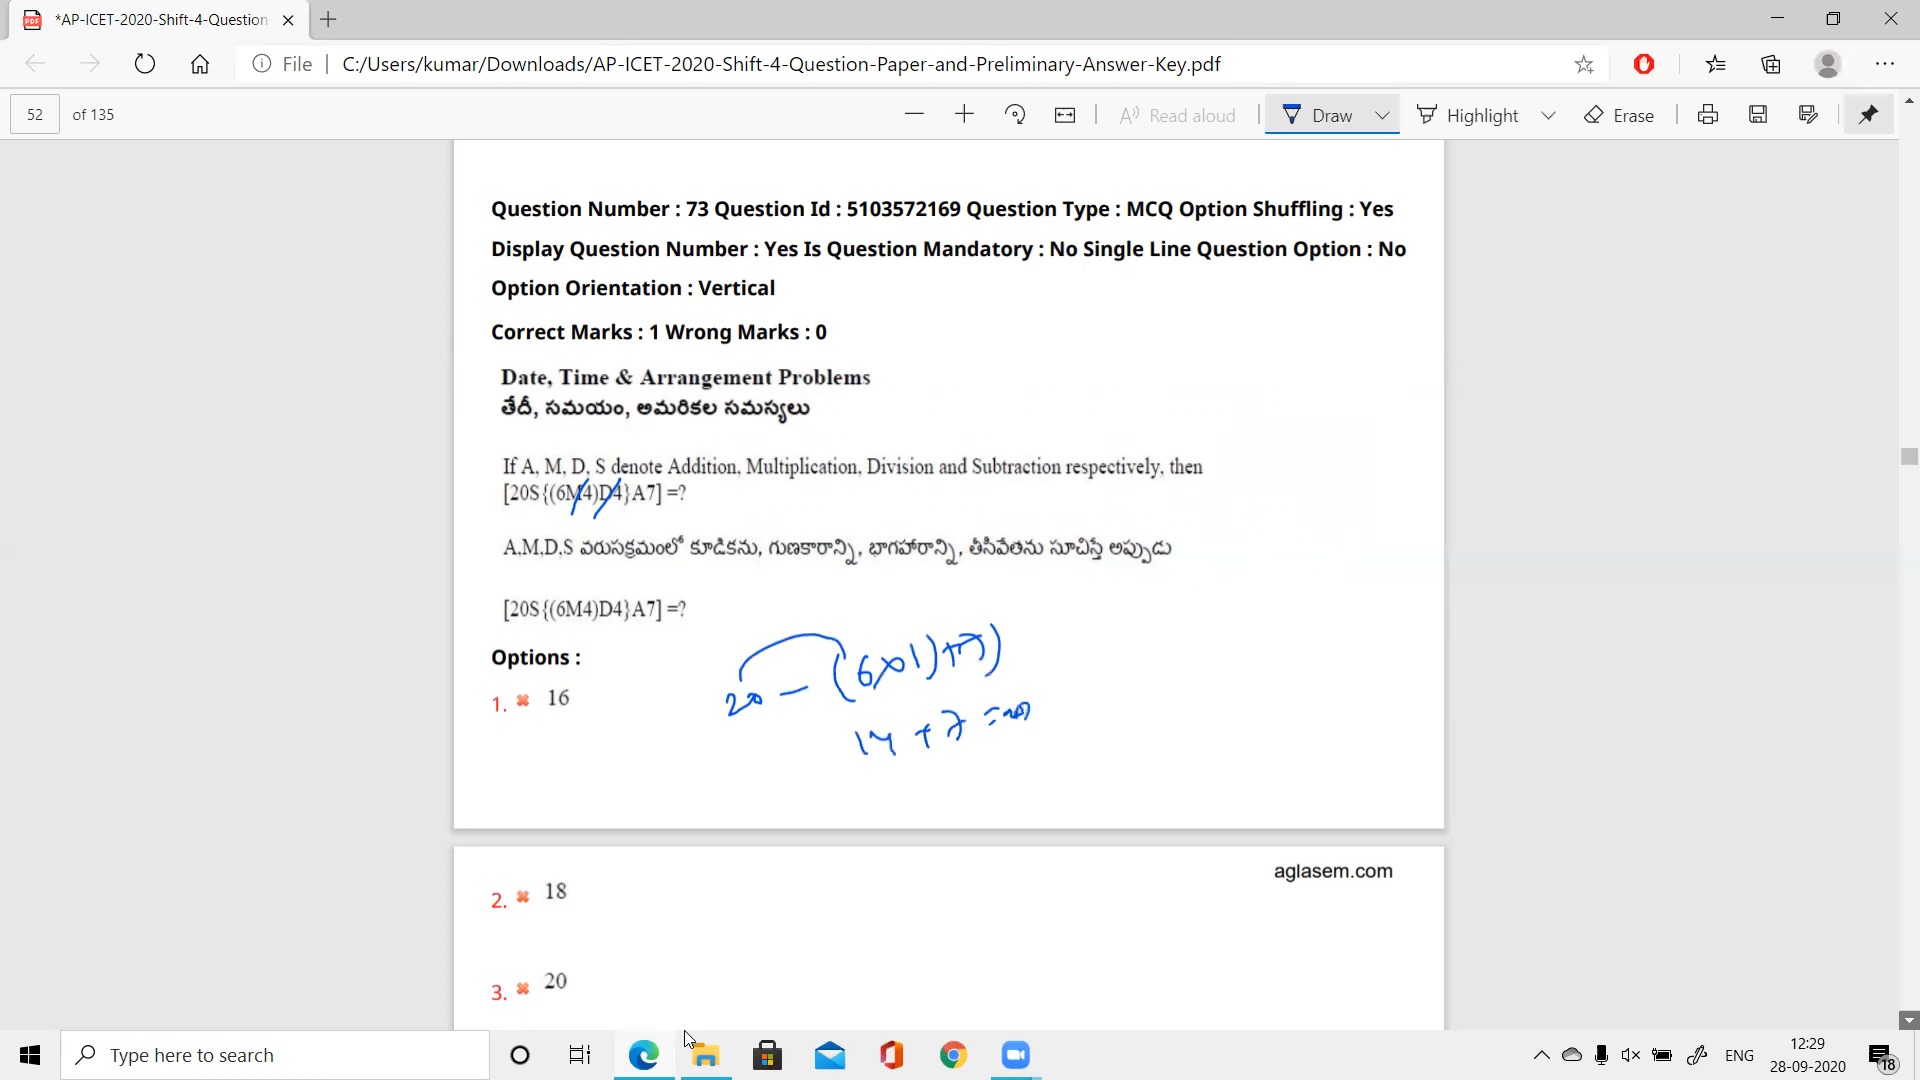 *AP-ICET-2020-Shift-4-Question
File
C:/Users/kumar/Downloads/AP-ICET-2020-Shift-4-Question-Paper-and-Preliminary-Answer-Key.pdf
52 of 135
Read aloud
Draw
Highlight
Erase
Question Number : 73 Question Id : 5103572169 Question Type : MCQ Option Shuffling : Yes
Display Question Number : Yes Is Question Mandatory : No Single Line Question Option : No
Option Orientation : Vertical
Correct Marks : 1 Wrong Marks : 0
Date, Time & Arrangement Problems
తేదీ, సమయం, అమరికల సమస్యలు
If A, M, D, S denote Addition, Multiplication, Division and Subtraction respectively, then
[20S{(6M4)D4}A7] =?
A,M,D,S వరుసక్రమంలో కూడికను, గుణకారాన్ని, భాగహారాన్ని, తీసివేతను సూచిస్తే అప్పుడు
[20S{(6M4)D4}A7] =?
Options :
20 - (6x1)+7)
1. 16
14 + 7 =
aglasem.com
2. 18
3. 20
Type here to search
ENG
12:29
28-09-2020
18